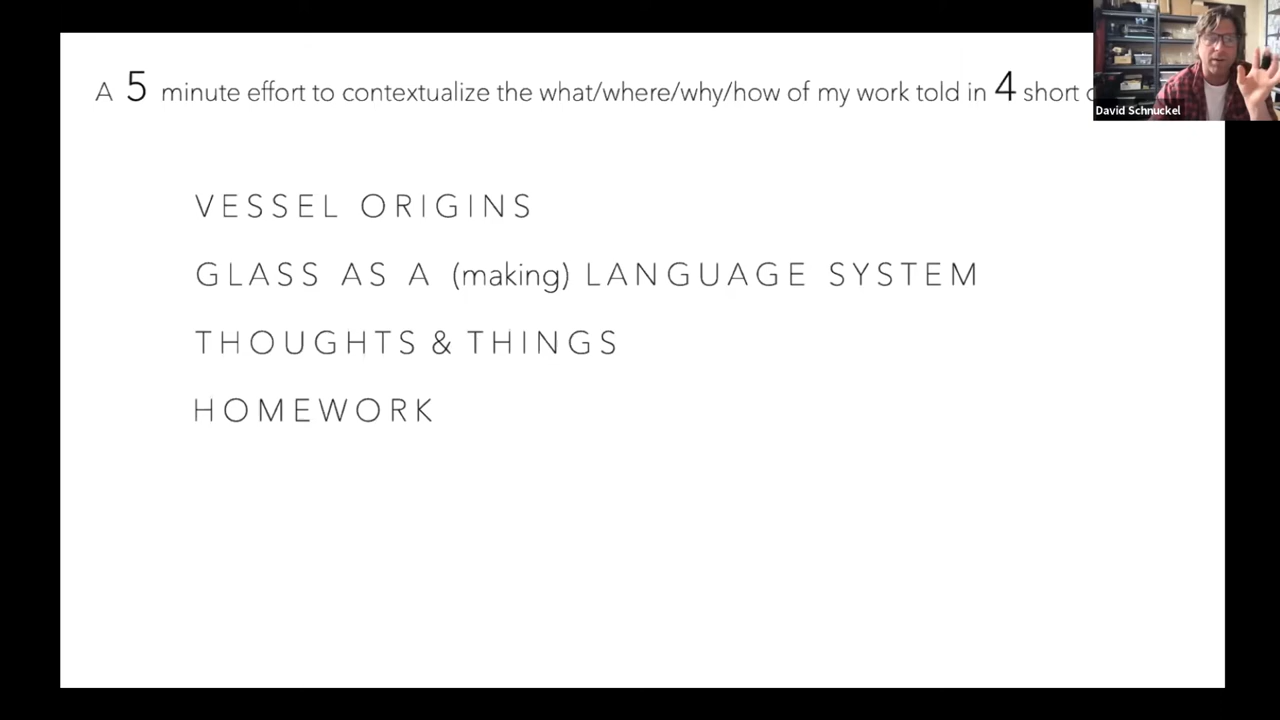 A 5 minute effort to contextualize the what/where/why/how of my work told in 4 short
David Schnuckel
VESSEL ORIGINS
GLASS AS A (making) LANGUAGE SYSTEM
THOUGHTS & THINGS
HOMEWORK